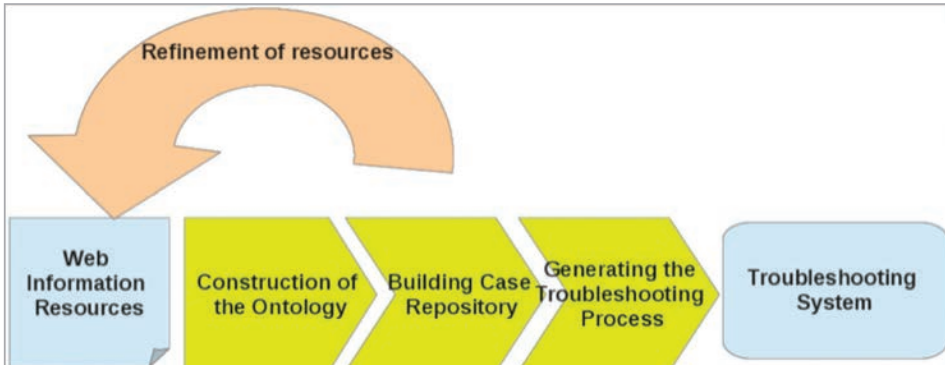 Refinement of resources
Web
Information
Resources
Construction of
the Ontology
Building Case
Repository
Generating the
Troubleshooting
Process
Troubleshooting
System